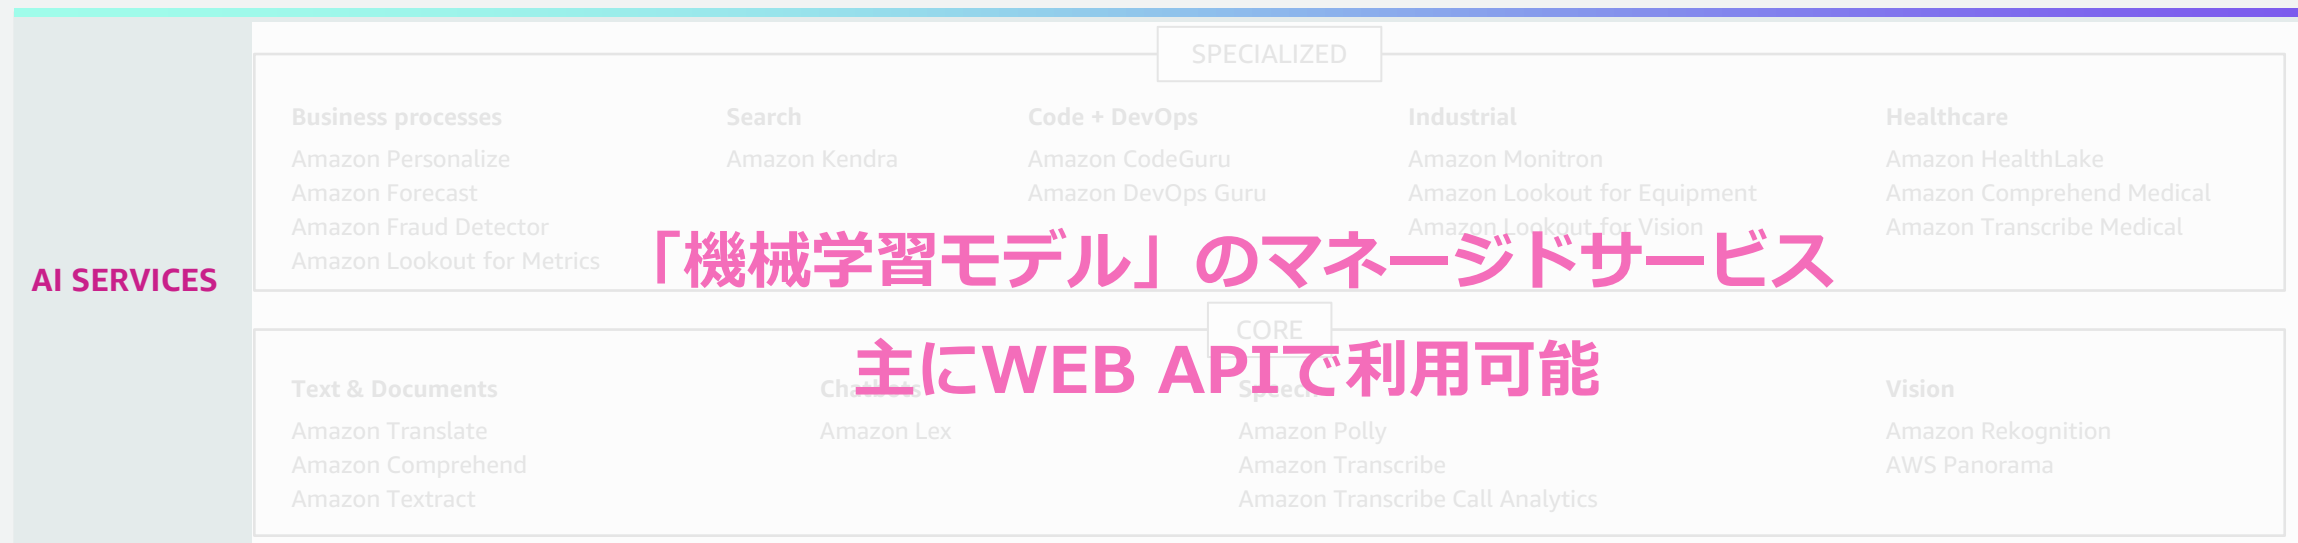 SPECIALIZED
Business processes
Amazon Personalize
Amazon Forecast
Amazon Fraud Detector
Amazon Lookout for Metrics
Search
Amazon Kendra
Code + DevOps
Amazon CodeGuru
Amazon DevOps Guru
Industrial
Amazon Monitron
Amazon Lookout for Equipment
Amazon Lookout for Vision
Healthcare
Amazon HealthLake
Amazon Comprehend Medical
Amazon Transcribe Medical
「機械学習モデル」のマネージドサービス
AI SERVICES
CORE
主にWEB APIで利用可能
Text & Documents
Amazon Translate
Amazon Comprehend
Amazon Textract
Chatbots
Amazon Lex
Speech
Amazon Polly
Amazon Transcribe
Amazon Transcribe Call Analytics
Vision
Amazon Rekognition
AWS Panorama